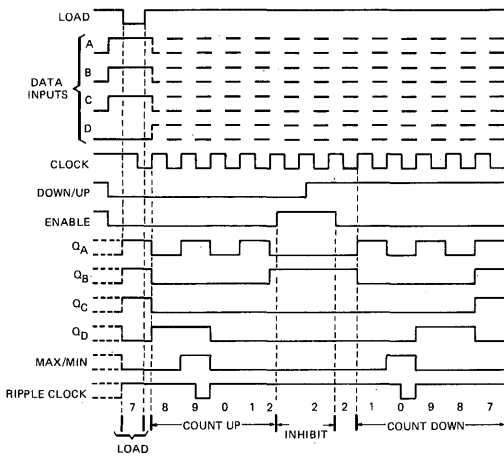 LOAD
A
B
C
D
DATA
INPUTS
CLOCK
DOWN/UP
ENABLE
QA
QB
QC
QD
MAX/MIN
RIPPLE CLOCK
7 8 9 0 1 2 2 2 1 0 9 8 7
COUNT UP
INHIBIT
COUNT DOWN
LOAD